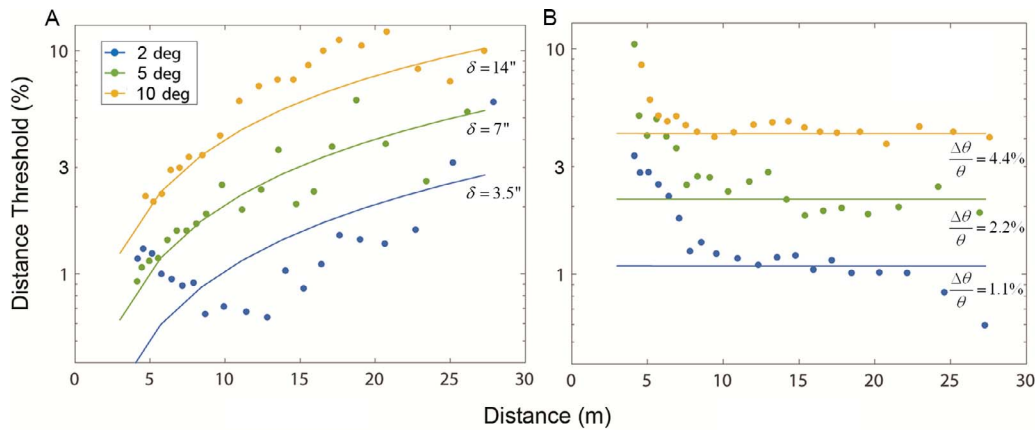 A
B
2 deg
5 deg
10 deg
δ = 14"
δ = 7"
δ = 3.5"
10
3
1
0 5 10 15 20 25 30
Distance Threshold (%)
10
3
1
0 5 10 15 20 25 30
Δθ/θ = 4.4%
Δθ/θ = 2.2%
Δθ/θ = 1.1%
Distance (m)